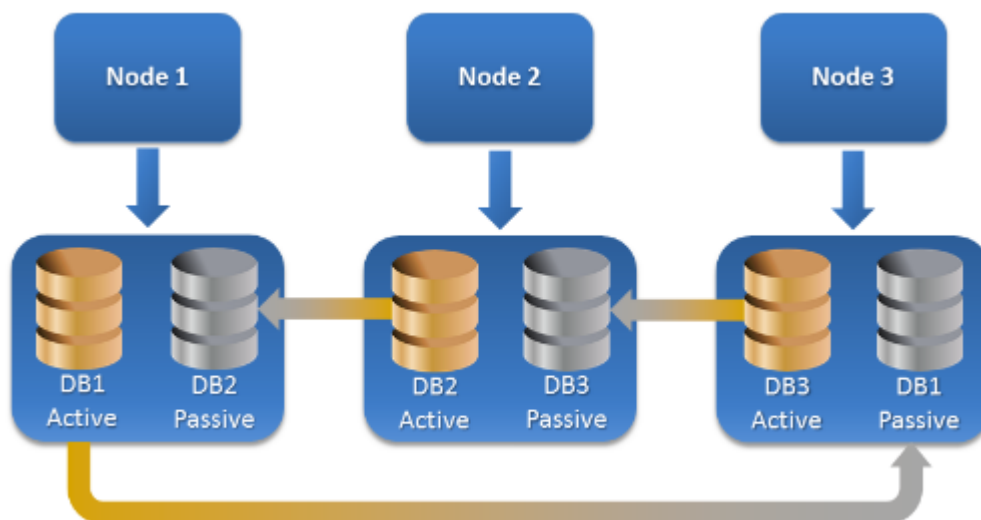 Node 1
Node 2
Node 3
DB1
Active
DB2
Passive
DB2
Active
DB3
Passive
DB3
Active
DB1
Passive